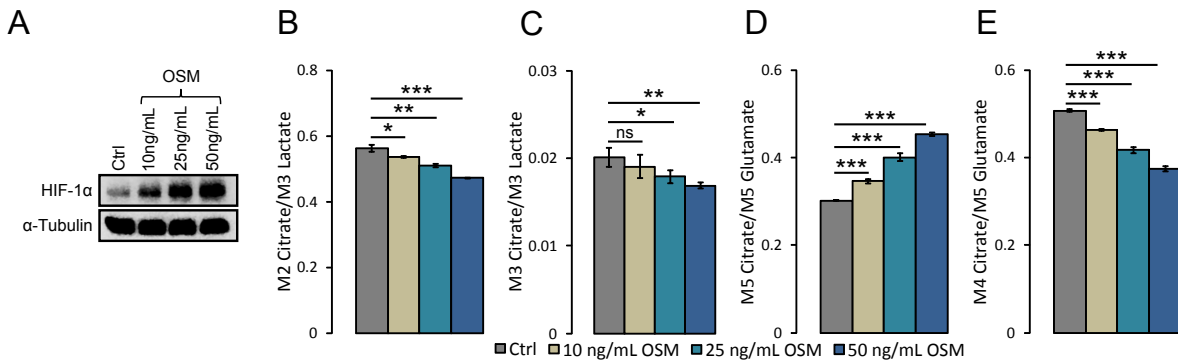 A
OSM
Ctrl
10ng/mL
25ng/mL
50ng/mL
HIF-1α
α-Tubulin
B
M2 Citrate/M3 Lactate
0.8
0.6
0.4
0.2
0
***
**
*
C
M3 Citrate/M3 Lactate
0.03
0.02
0.01
0.00
**
*
ns
D
M5 Citrate/M5 Glutamate
0.6
0.4
0.2
0
***
***
***
E
M4 Citrate/M5 Glutamate
0.6
0.4
0.2
0
***
***
***
Ctrl 10 ng/mL OSM 25 ng/mL OSM 50 ng/mL OSM